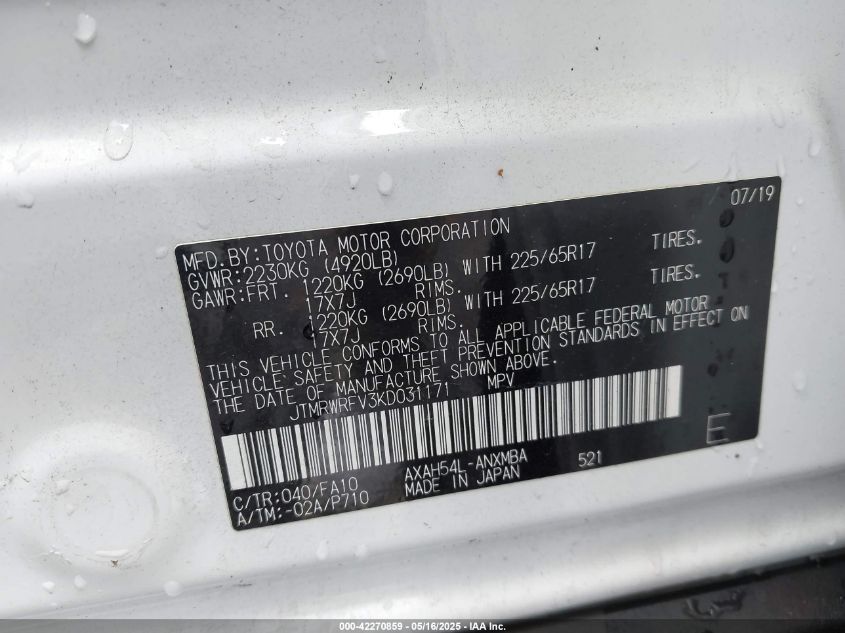 07/19
MFD. BY: TOYOTA MOTOR CORPORATION
GVWR: 2230KG (4920LB)
GAWR: FRT. 1220KG (2690LB) WITH 225/65R17 TIRES.
17X7J RIMS.
RR. 1220KG (2690LB) WITH 225/65R17 TIRES.
17X7J RIMS.
THIS VEHICLE CONFORMS TO ALL APPLICABLE FEDERAL MOTOR
VEHICLE SAFETY AND THEFT PREVENTION STANDARDS IN EFFECT ON
THE DATE OF MANUFACTURE SHOWN ABOVE.
JTMRWRFV3KD031171 MPV
C/TR: 040/FA10 AXAH54L-ANXMBA 521 E
A/TM: -02A/P710 MADE IN JAPAN
000-42270859 - 05/16/2025 - IAA Inc.